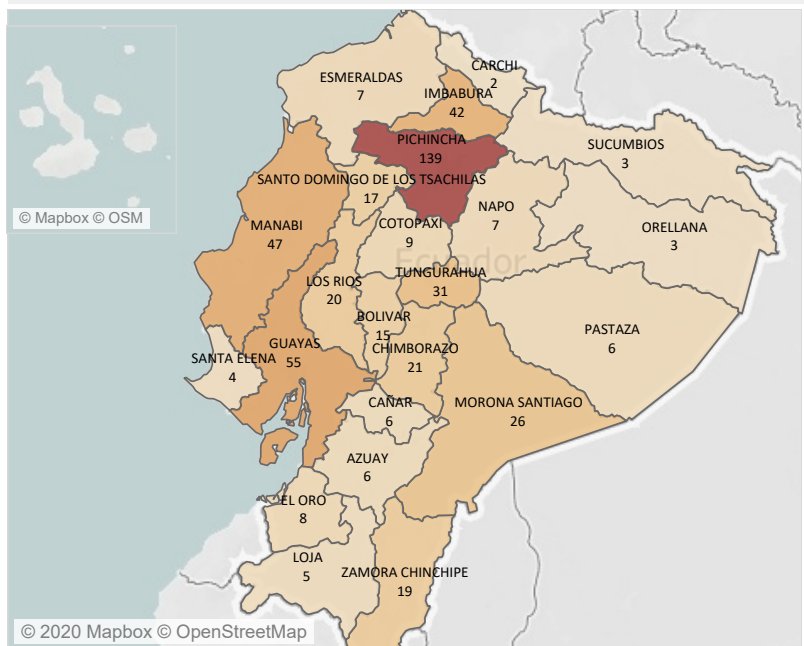 CARCHI
2
ESMERALDAS
7
IMBABURA
42
PICHINCHA
139
SUCUMBIOS
3
SANTO DOMINGO DE LOS TSACHILAS
17
NAPO
7
© Mapbox © OSM
MANABI
47
COTOPAXI
9
ORELLANA
3
Ecuador
TUNGURAHUA
31
LOS RIOS
20
BOLIVAR
15
PASTAZA
6
GUAYAS
55
CHIMBORAZO
21
SANTA ELENA
4
CAÑAR
6
MORONA SANTIAGO
26
AZUAY
6
EL ORO
8
LOJA
5
ZAMORA CHINCHIPE
19
© 2020 Mapbox © OpenStreetMap